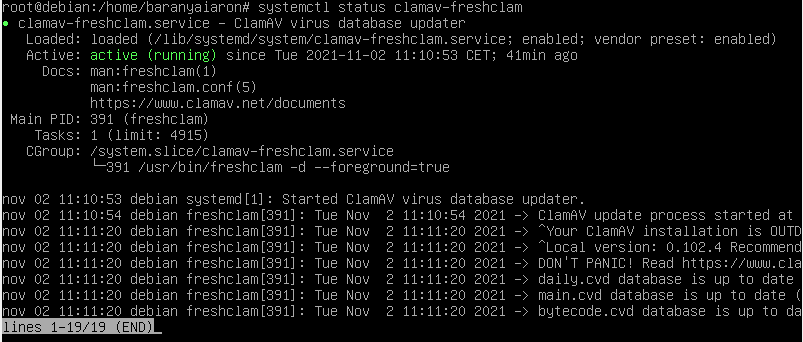 root@debian:/home/baranyaiaron# systemctl status clamav-freshclam
● clamav-freshclam.service - ClamAV virus database updater
   Loaded: loaded (/lib/systemd/system/clamav-freshclam.service; enabled; vendor preset: enabled)
   Active: active (running) since Tue 2021-11-02 11:10:53 CET; 41min ago
     Docs: man:freshclam(1)
           man:freshclam.conf(5)
           https://www.clamav.net/documents
 Main PID: 391 (freshclam)
    Tasks: 1 (limit: 4915)
   CGroup: /system.slice/clamav-freshclam.service
           └─391 /usr/bin/freshclam -d --foreground=true

nov 02 11:10:53 debian systemd[1]: Started ClamAV virus database updater.
nov 02 11:10:54 debian freshclam[391]: Tue Nov  2 11:10:54 2021 -> ClamAV update process started at
nov 02 11:11:20 debian freshclam[391]: Tue Nov  2 11:11:20 2021 -> ^Your ClamAV installation is OUTD
nov 02 11:11:20 debian freshclam[391]: Tue Nov  2 11:11:20 2021 -> ^Local version: 0.102.4 Recommend
nov 02 11:11:20 debian freshclam[391]: Tue Nov  2 11:11:20 2021 -> DON'T PANIC! Read https://www.cla
nov 02 11:11:20 debian freshclam[391]: Tue Nov  2 11:11:20 2021 -> daily.cvd database is up to date
nov 02 11:11:20 debian freshclam[391]: Tue Nov  2 11:11:20 2021 -> main.cvd database is up to date (
nov 02 11:11:20 debian freshclam[391]: Tue Nov  2 11:11:20 2021 -> bytecode.cvd database is up to da
lines 1-19/19 (END)